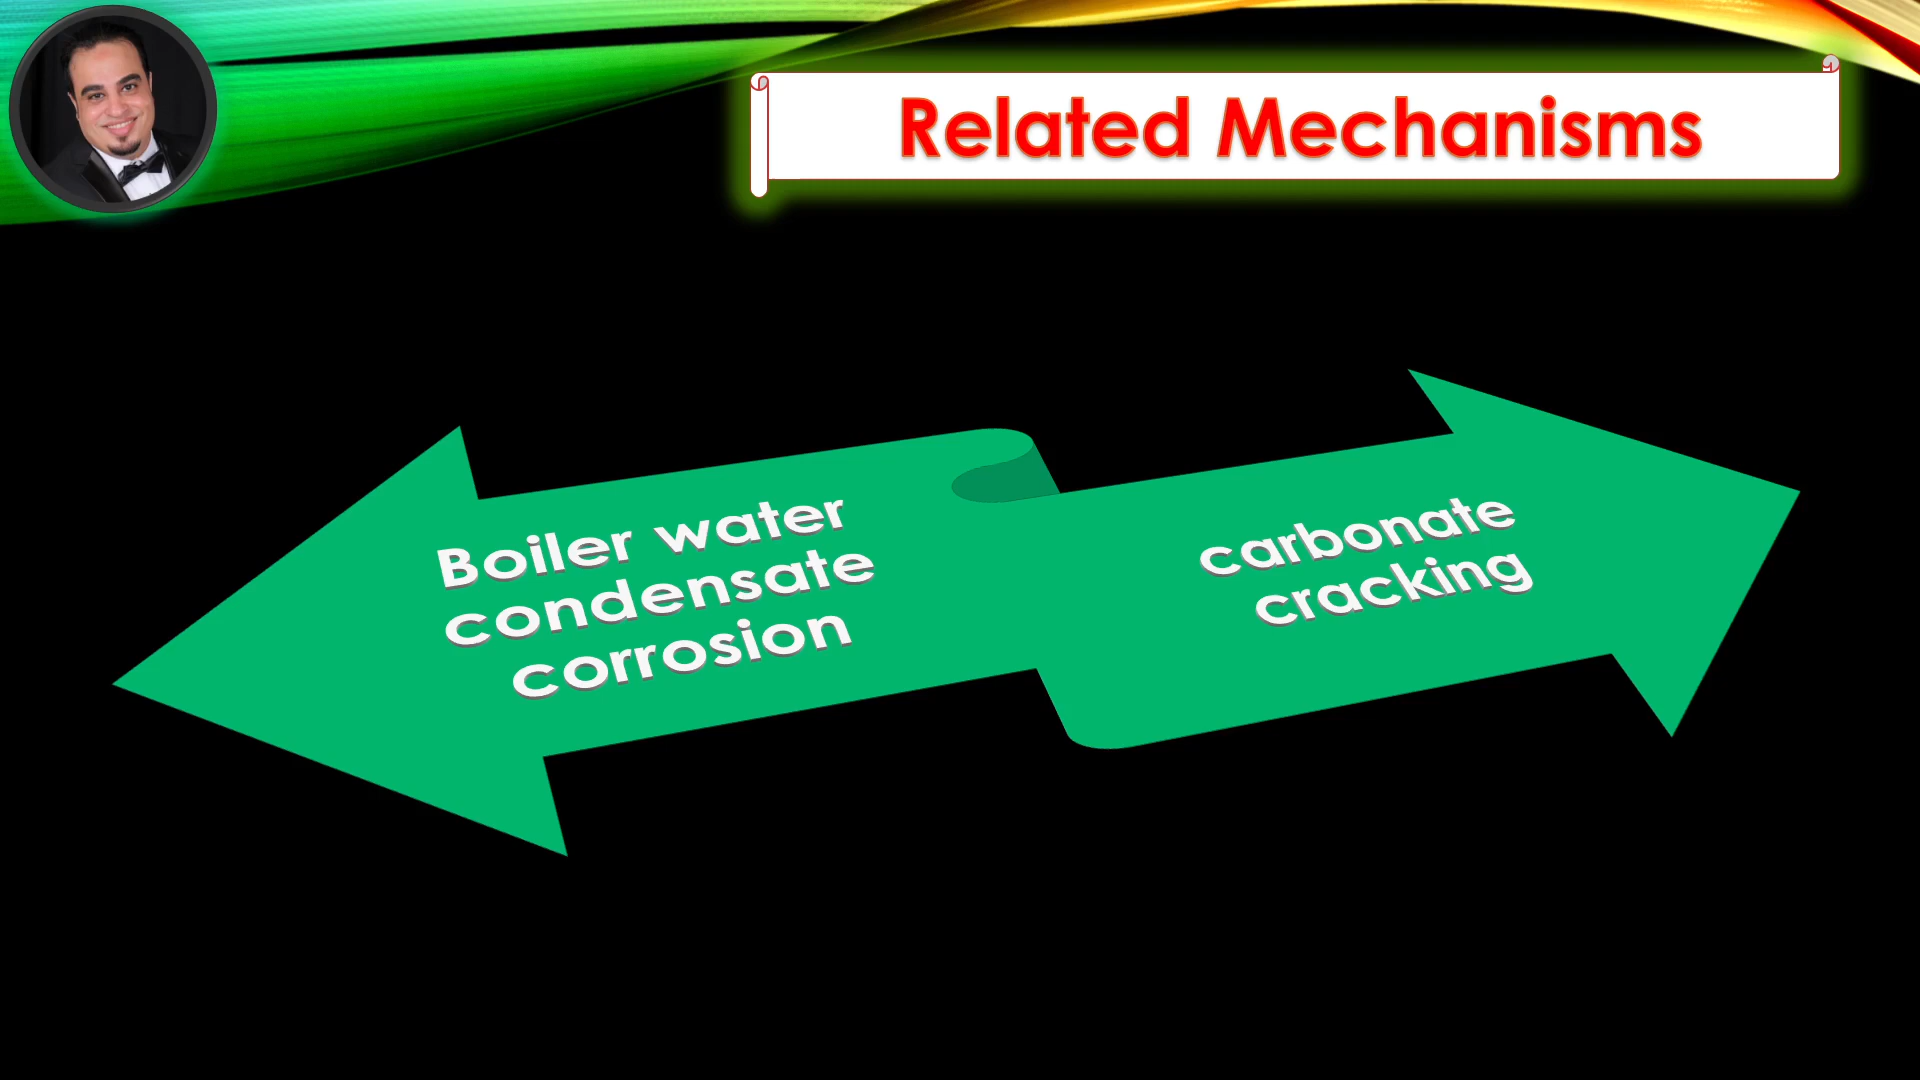 Related Mechanisms
Boiler water
condensate
corrosion
carbonate
cracking